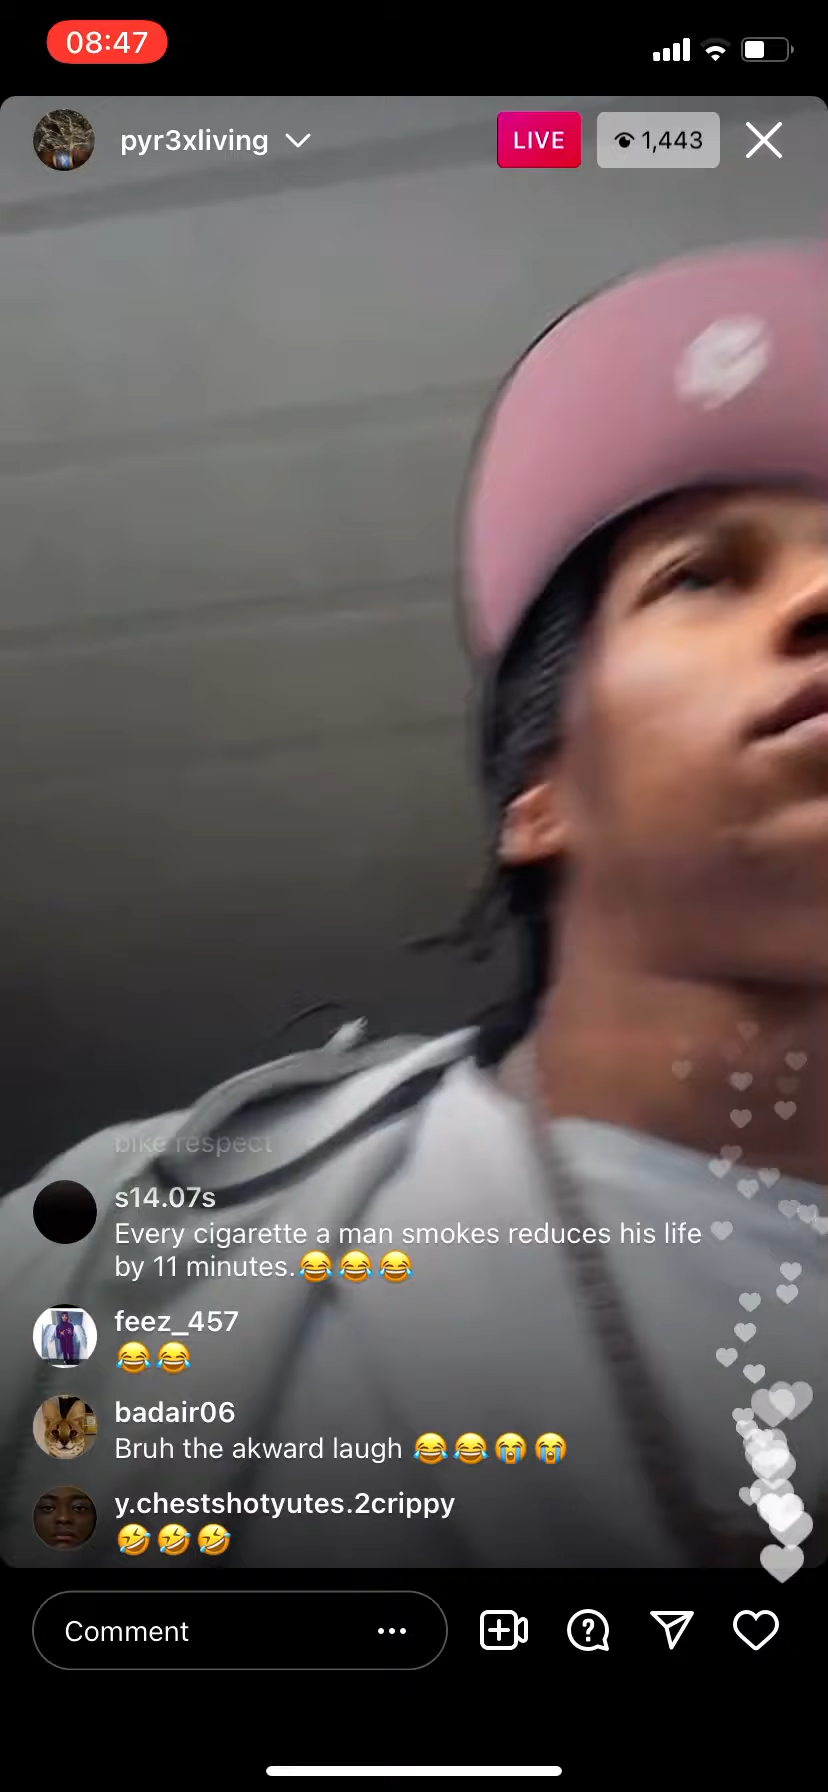 08:47
pyr3xliving
LIVE
1,443
bike respect
s14.07s
Every cigarette a man smokes reduces his life
by 11 minutes.😂😂😂
feez_457
😂😂
badair06
Bruh the akward laugh 😂😂😭😭
y.chestshotyutes.2crippy
🤣🤣🤣
Comment